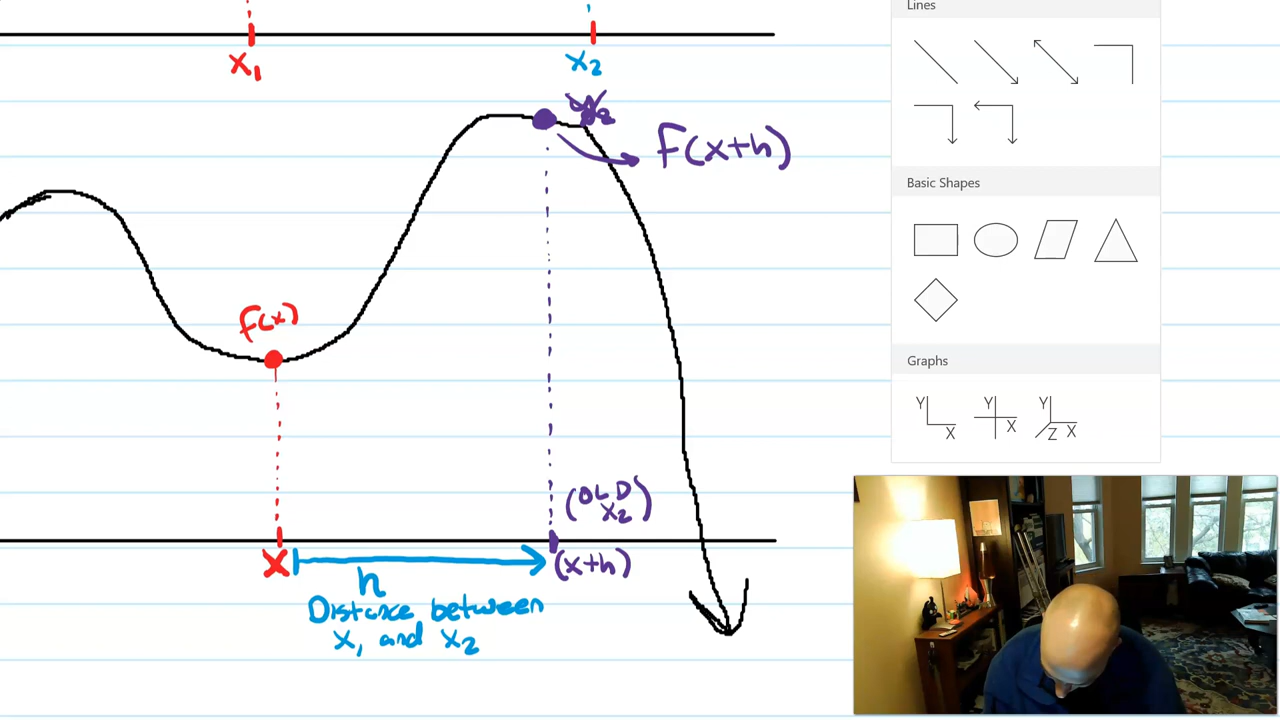 x₁
x₂
f(x+h)
f(x)
(OLD
x₂)
x
(x+h)
h
Distance between
x₁ and x₂
Lines
Basic Shapes
Graphs
Y
X
Y
X
Y
Z X